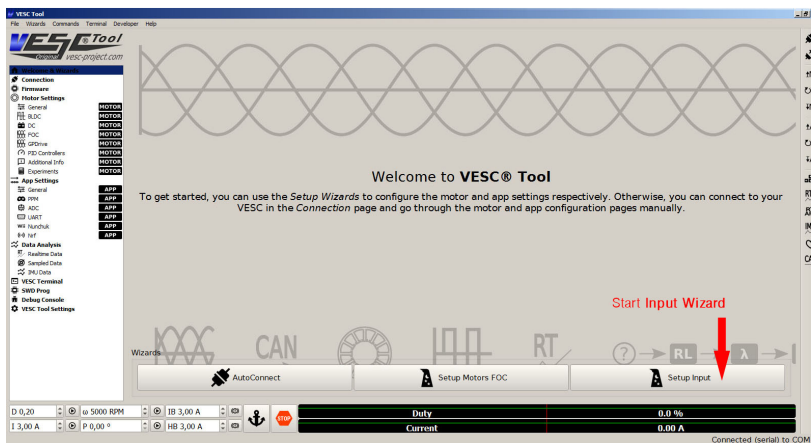 VESC Tool
File Wizards Commands Terminal Developer Help
VESC® Tool
Original vesc-project.com
Welcome & Wizards
Connection
Firmware
Motor Settings
General MOTOR
BLDC MOTOR
DC MOTOR
FOC MOTOR
GPDrive MOTOR
PID Controllers MOTOR
Additional Info MOTOR
Experiments MOTOR
App Settings
General APP
PPM APP
ADC APP
UART APP
Nunchuk APP
Nrf APP
Data Analysis
Realtime Data
Sampled Data
IMU Data
VESC Terminal
SWD Prog
Debug Console
VESC Tool Settings
Welcome to VESC® Tool
To get started, you can use the Setup Wizards to configure the motor and app settings respectively. Otherwise, you can connect to your
VESC in the Connection page and go through the motor and app configuration pages manually.
Start Input Wizard
CAN RT ? RL λ
Wizards
AutoConnect Setup Motors FOC Setup Input
D 0,20 ω 5000 RPM IB 3,00 A STOP Duty 0.0 %
I 3,00 A P 0,00 ° HB 3,00 A Current 0.00 A
Connected (serial) to COM